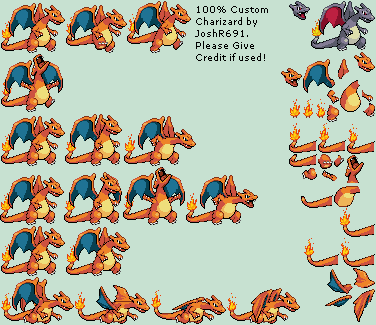 100% Custom
Charizard by
JoshR691.
Please Give
Credit if used!